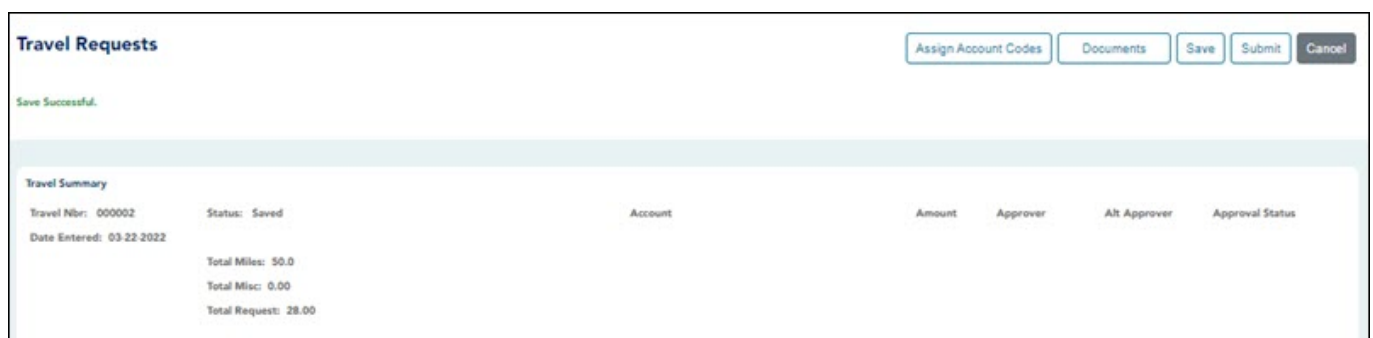 Travel Requests
Assign Account Codes Documents Save Submit Cancel
Save Successful.
Travel Summary
Travel Nbr: 000002 Status: Saved Account Amount Approver Alt Approver Approval Status
Date Entered: 03-22-2022
Total Miles: 50.0
Total Misc: 0.00
Total Request: 28.00